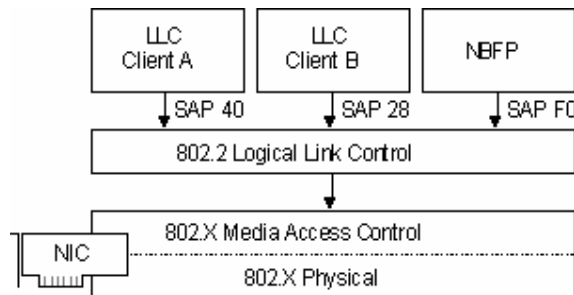 LLC
Client A
LLC
Client B
NBFP
SAP 40
SAP 28
SAP F0
802.2 Logical Link Control
802.X Media Access Control
NIC
802.X Physical